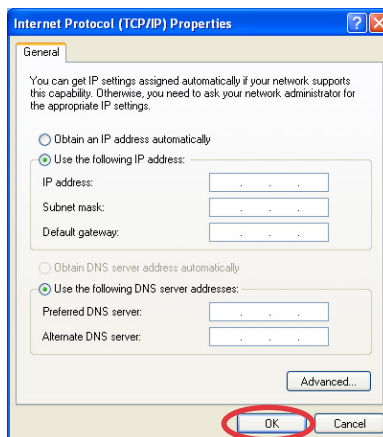 Internet Protocol (TCP/IP) Properties
General
You can get IP settings assigned automatically if your network supports
this capability. Otherwise, you need to ask your network administrator for
the appropriate IP settings.
Obtain an IP address automatically
Use the following IP address:
IP address:
Subnet mask:
Default gateway:
Obtain DNS server address automatically
Use the following DNS server addresses:
Preferred DNS server:
Alternate DNS server:
Advanced...
OK Cancel